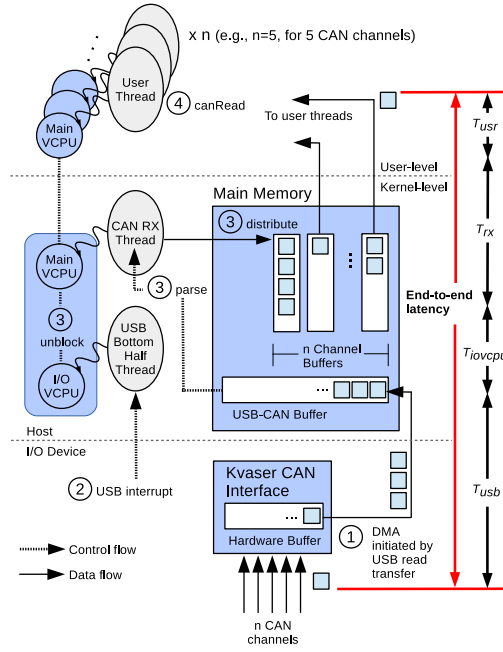 x n (e.g., n=5, for 5 CAN channels)
User
Thread
4 canRead
Main
VCPU
To user threads
T_usr
User-level
Kernel-level
Main Memory
CAN RX
Thread
3 distribute
Main
VCPU
T_rx
3 parse
3
unblock
End-to-end
latency
USB
Bottom
Half
Thread
n Channel
Buffers
T_iovcpu
I/O
VCPU
...
USB-CAN Buffer
Host
I/O Device
Kvaser CAN
Interface
T_usb
2 USB interrupt
...
Hardware Buffer
1 DMA
initiated by
USB read
transfer
Control flow
Data flow
n CAN
channels